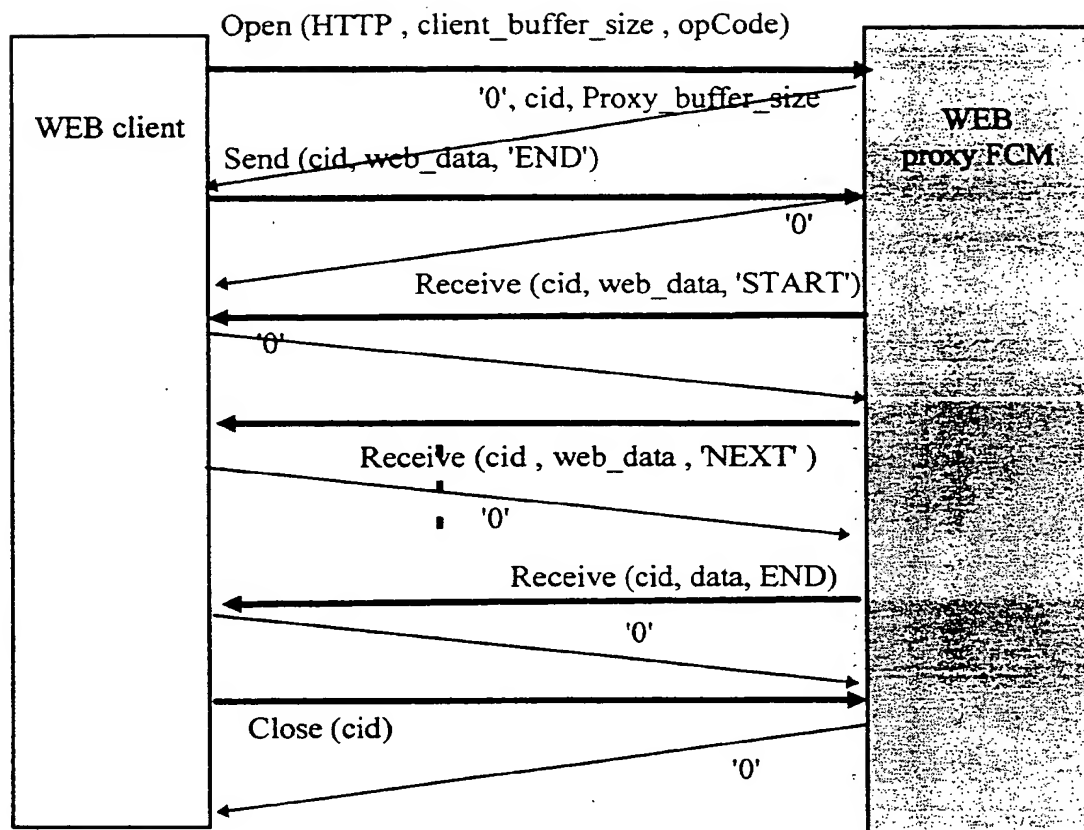 Open (HTTP , client_buffer_size , opCode)
'0', cid, Proxy_buffer_size
WEB client
WEB
proxy FCM
Send (cid, web_data, 'END')
'0'
Receive (cid, web_data, 'START')
'0'
Receive (cid , web_data , 'NEXT' )
'0'
Receive (cid, data, END)
'0'
Close (cid)
'0'